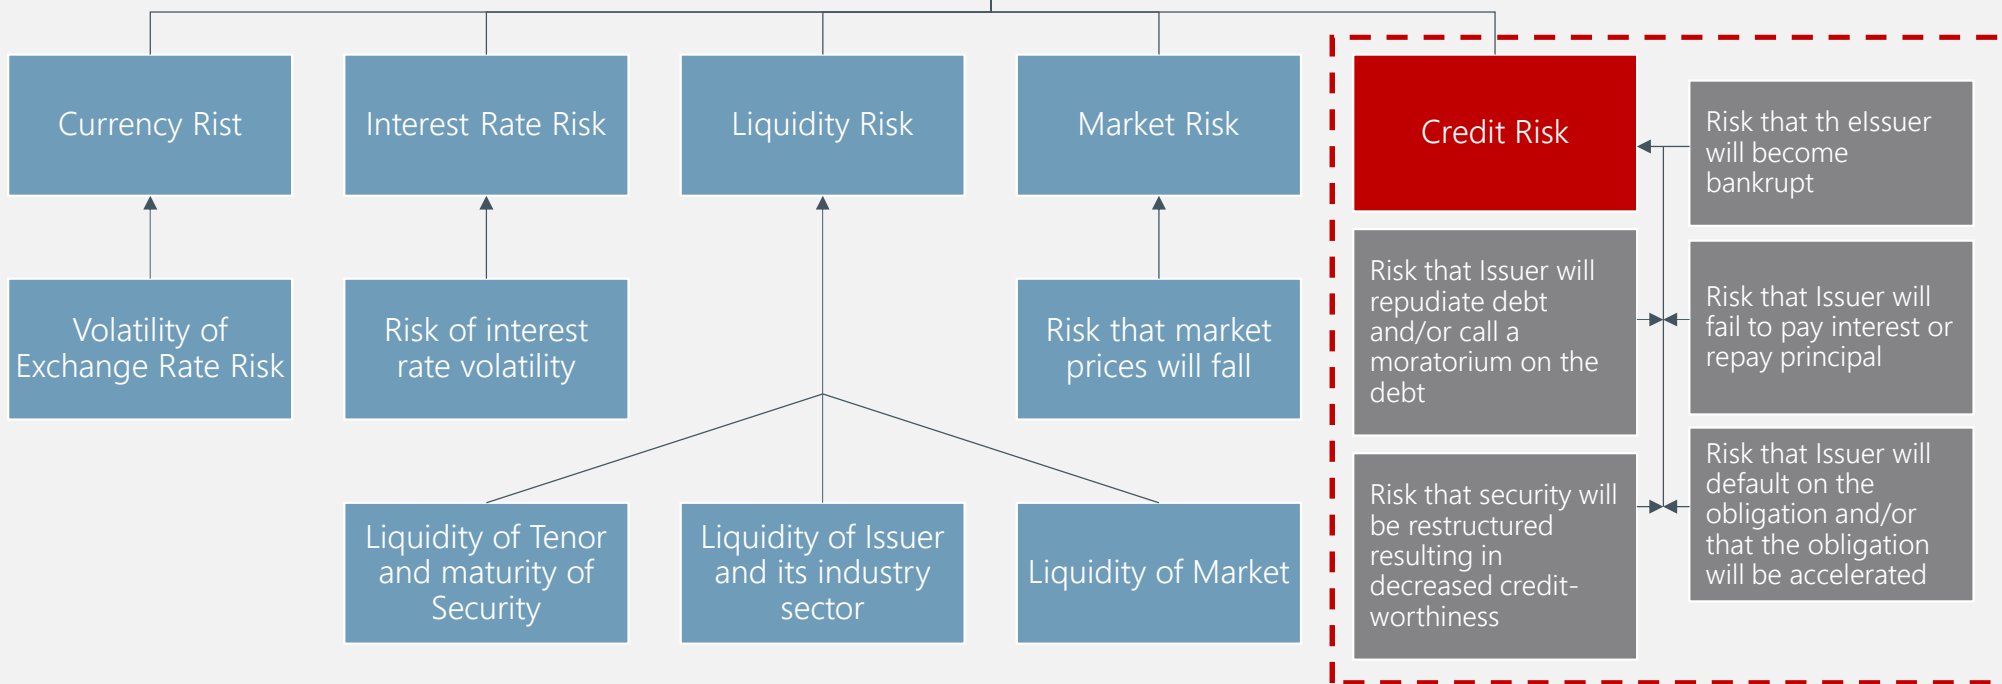 Currency Rist
Interest Rate Risk
Liquidity Risk
Market Risk
Credit Risk
Risk that th eIssuer
will become
bankrupt
Volatility of
Exchange Rate Risk
Risk of interest
rate volatility
Risk that market
prices will fall
Risk that Issuer will
repudiate debt
and/or call a
moratorium on the
debt
Risk that Issuer will
fail to pay interest or
repay principal
Liquidity of Tenor
and maturity of
Security
Liquidity of Issuer
and its industry
sector
Liquidity of Market
Risk that security will
be restructured
resulting in
decreased credit-
worthiness
Risk that Issuer will
default on the
obligation and/or
that the obligation
will be accelerated